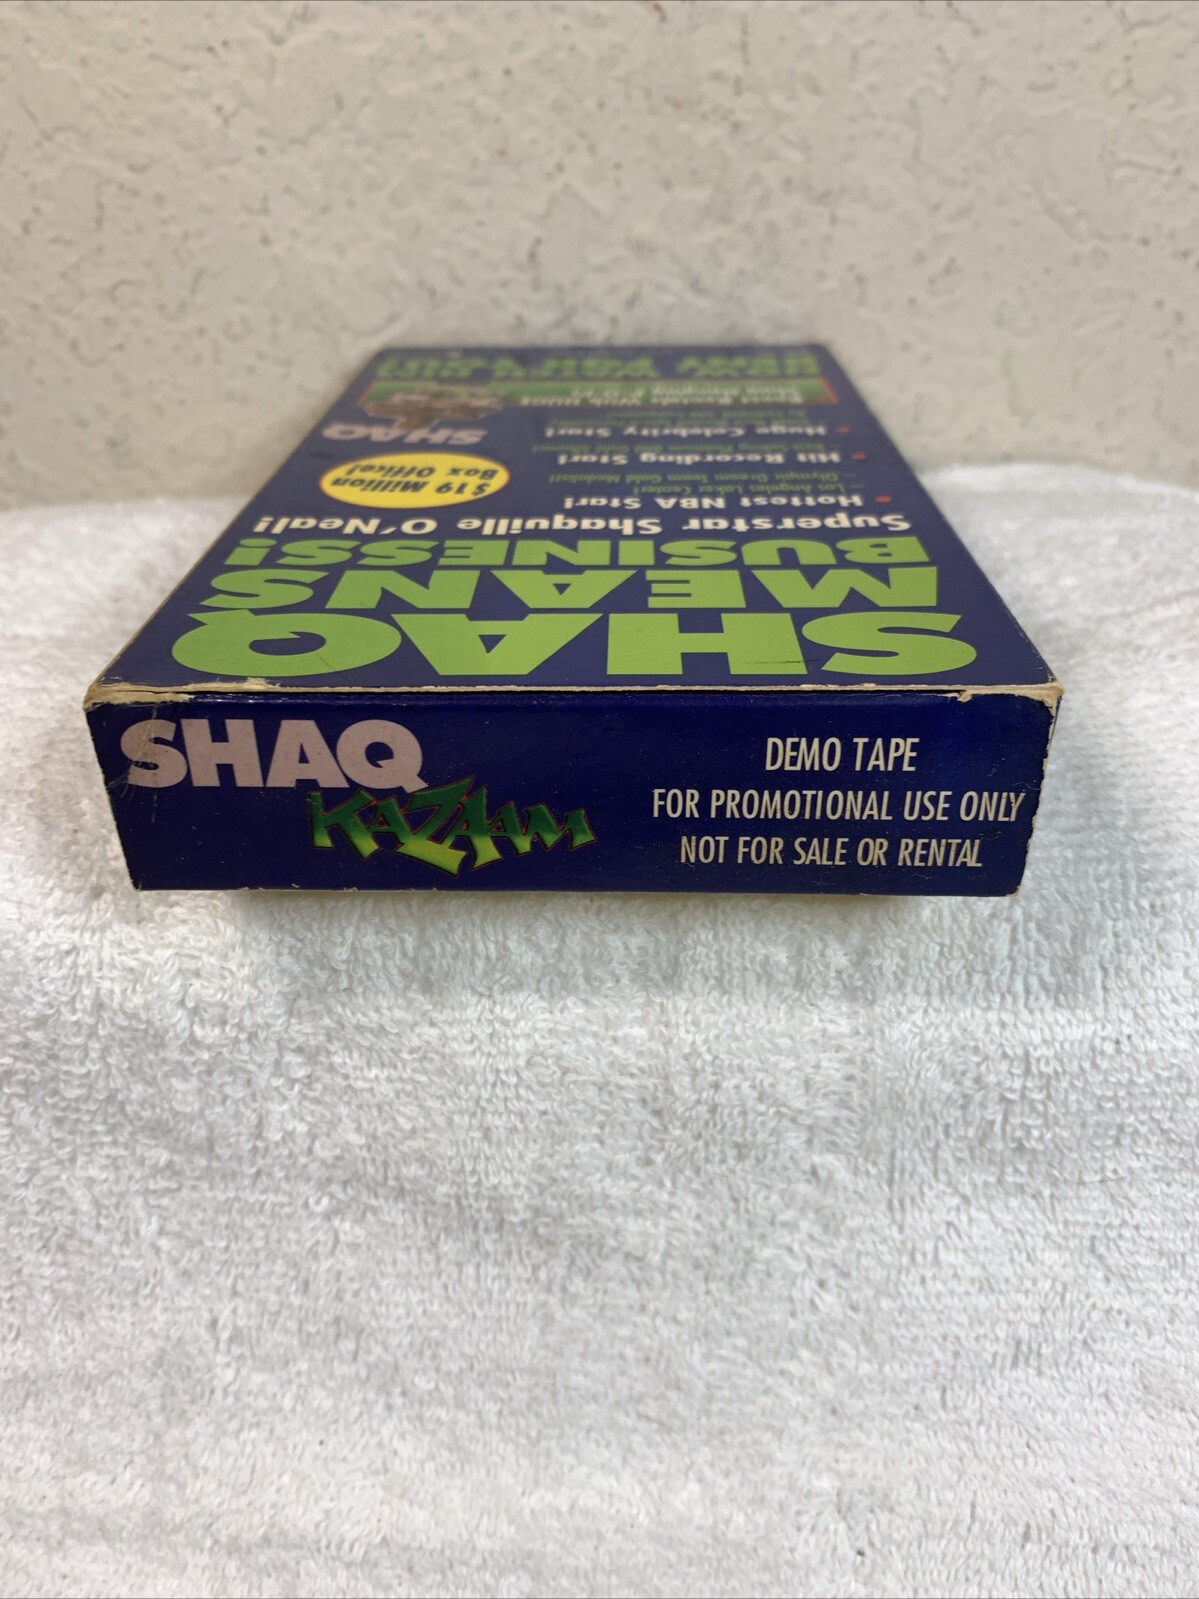 SHAQ
KAZAAM
DEMO TAPE
FOR PROMOTIONAL USE ONLY
NOT FOR SALE OR RENTAL
SHAQ
MEANS
BUSINESS!
Superstar Shaquille O'Neal!
• Hottest NBA Star!
– Los Angeles Laker Center!
– Olympic Dream Team Gold Medalist!
• Hit Recording Star!
• Huge Celebrity Star!
$19 Million
Box Office!
SHAQ